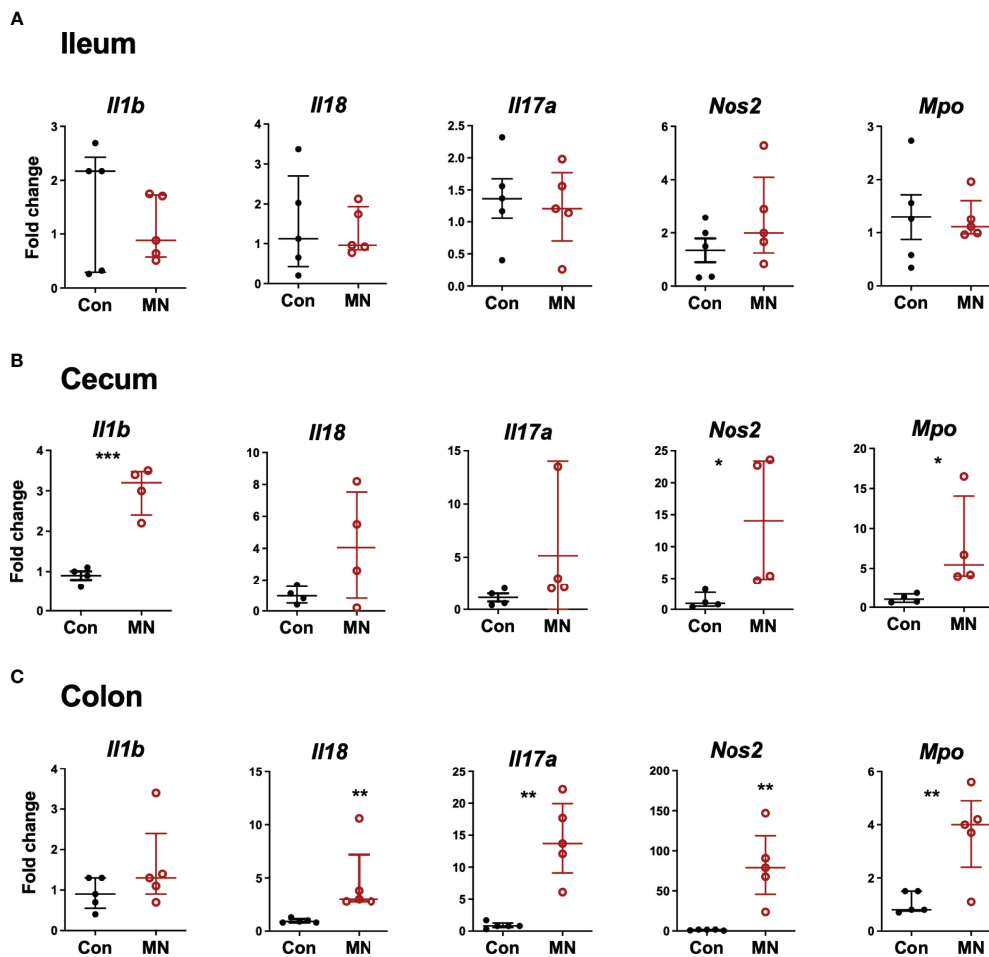 A
Ileum
Il1b Il18 Il17a Nos2 Mpo
Fold change
3 2 1 0 Con MN
4 3 2 1 0 Con MN
2.5 2.0 1.5 1.0 0.5 0.0 Con MN
6 4 2 0 Con MN
3 2 1 0 Con MN
B
Cecum
Il1b Il18 Il17a Nos2 Mpo
*** * *
Fold change
4 3 2 1 0 Con MN
10 8 6 4 2 0 Con MN
15 10 5 0 Con MN
25 20 15 10 5 0 Con MN
20 15 10 5 0 Con MN
C
Colon
Il1b Il18 Il17a Nos2 Mpo
** ** ** **
Fold change
4 3 2 1 0 Con MN
15 10 5 0 Con MN
25 20 15 10 5 0 Con MN
200 150 100 50 0 Con MN
6 4 2 0 Con MN